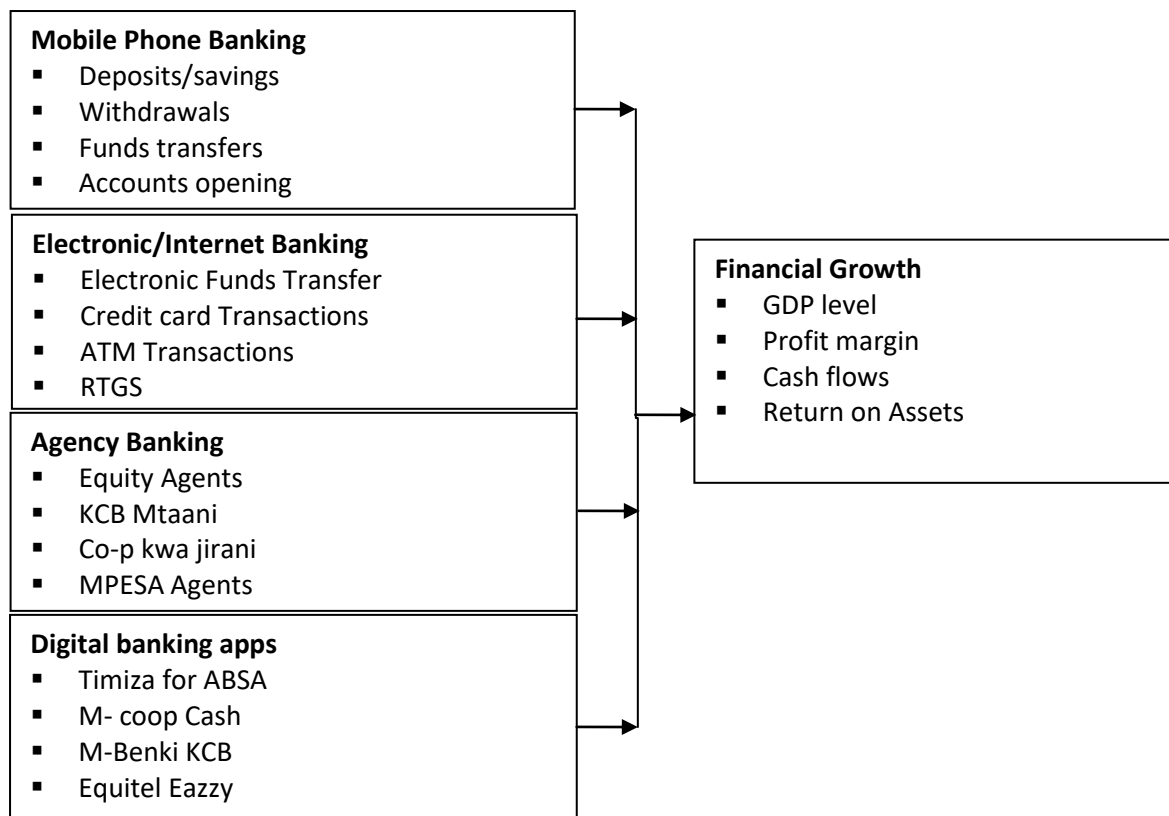 Mobile Phone Banking
▪ Deposits/savings
▪ Withdrawals
▪ Funds transfers
▪ Accounts opening
Electronic/Internet Banking
▪ Electronic Funds Transfer
▪ Credit card Transactions
▪ ATM Transactions
▪ RTGS
Agency Banking
▪ Equity Agents
▪ KCB Mtaani
▪ Co-p kwa jirani
▪ MPESA Agents
Digital banking apps
▪ Timiza for ABSA
▪ M- coop Cash
▪ M-Benki KCB
▪ Equitel Eazzy
Financial Growth
▪ GDP level
▪ Profit margin
▪ Cash flows
▪ Return on Assets